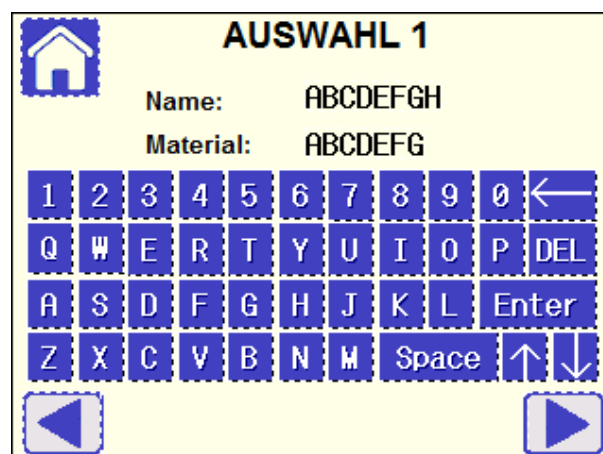 AUSWAHL 1
Name: ABCDEFGH
Material: ABCDEFG
1 2 3 4 5 6 7 8 9 0
Q W E R T Y U I O P DEL
A S D F G H J K L Enter
Z X C V B N M Space